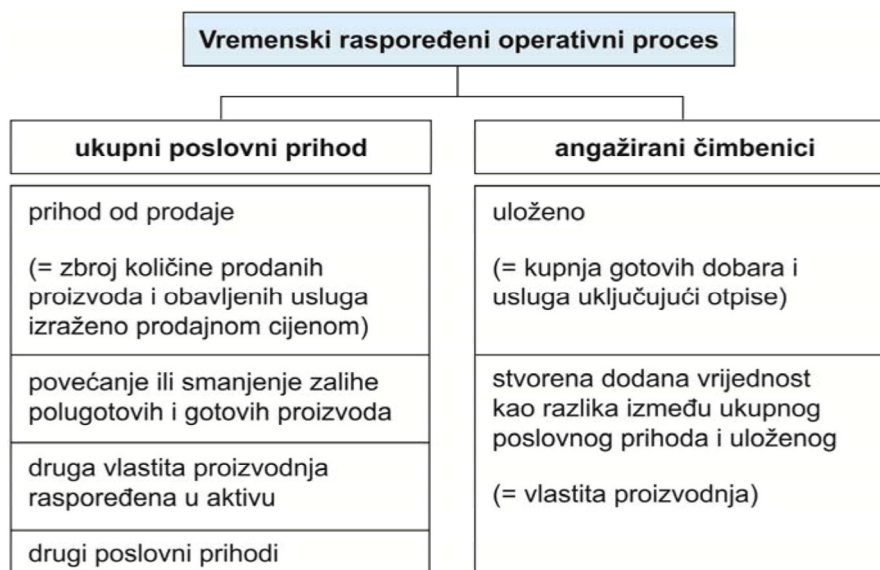 Vremenski raspoređeni operativni proces
ukupni poslovni prihod
prihod od prodaje
(= zbroj količine prodanih
proizvoda i obavljenih usluga
izraženo prodajnom cijenom)
povećanje ili smanjenje zalihe
polugotovih i gotovih proizvoda
druga vlastita proizvodnja
raspoređena u aktivu
drugi poslovni prihodi
angažirani čimbenici
uloženo
(= kupnja gotovih dobara i
usluga uključujući otpise)
stvorena dodana vrijednost
kao razlika između ukupnog
poslovnog prihoda i uloženog
(= vlastita proizvodnja)